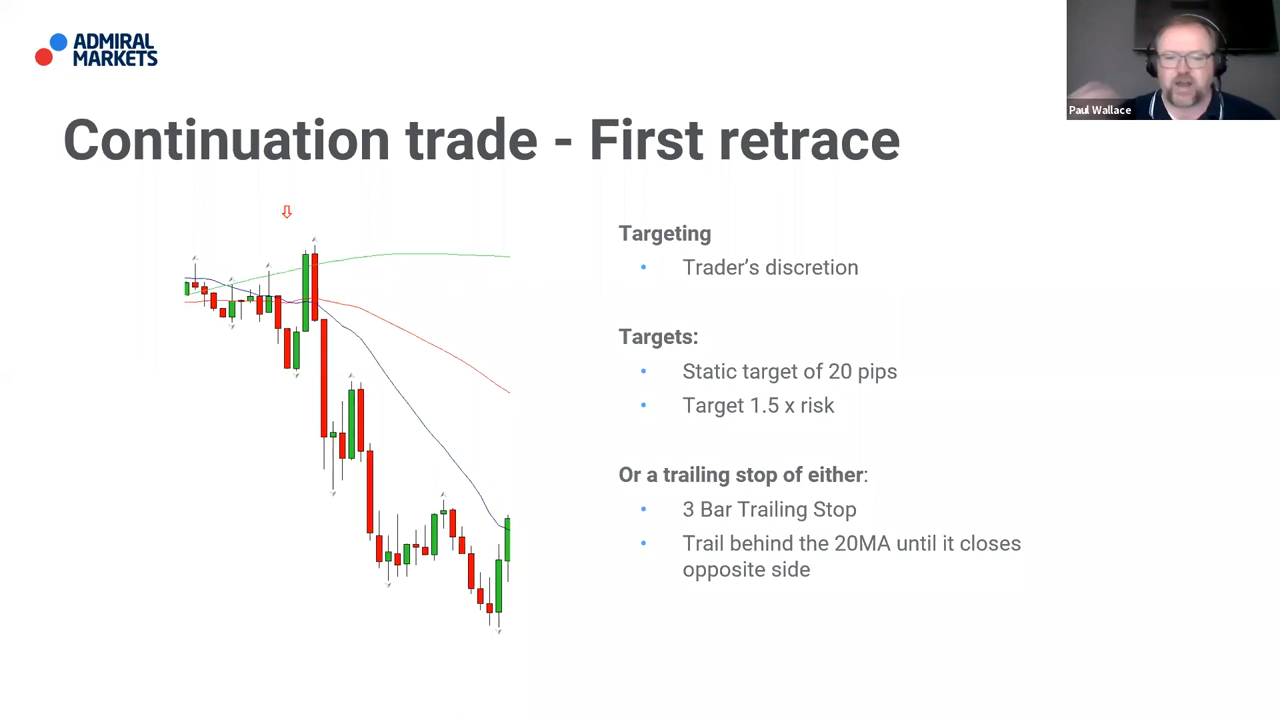 ADMIRAL
MARKETS
Paul Wallace
Continuation trade - First retrace
Targeting
• Trader’s discretion
Targets:
• Static target of 20 pips
• Target 1.5 x risk
Or a trailing stop of either:
• 3 Bar Trailing Stop
• Trail behind the 20MA until it closes
opposite side